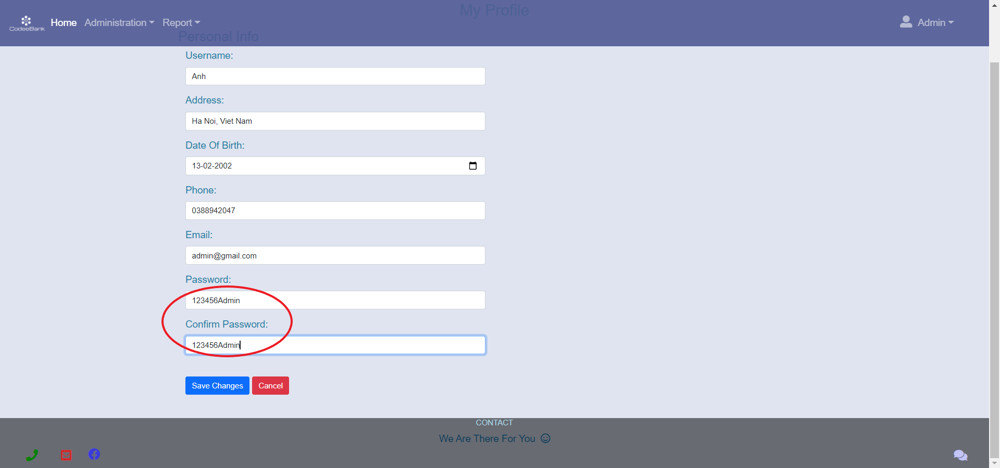 My Profile
CodeeBank
Home Administration Report Admin
Personal Info
Username:
Anh
Address:
Ha Noi, Viet Nam
Date Of Birth:
13-02-2002
Phone:
0388942047
Email:
admin@gmail.com
Password:
123456Admin
Confirm Password:
123456Admin
Save Changes Cancel
CONTACT
We Are There For You